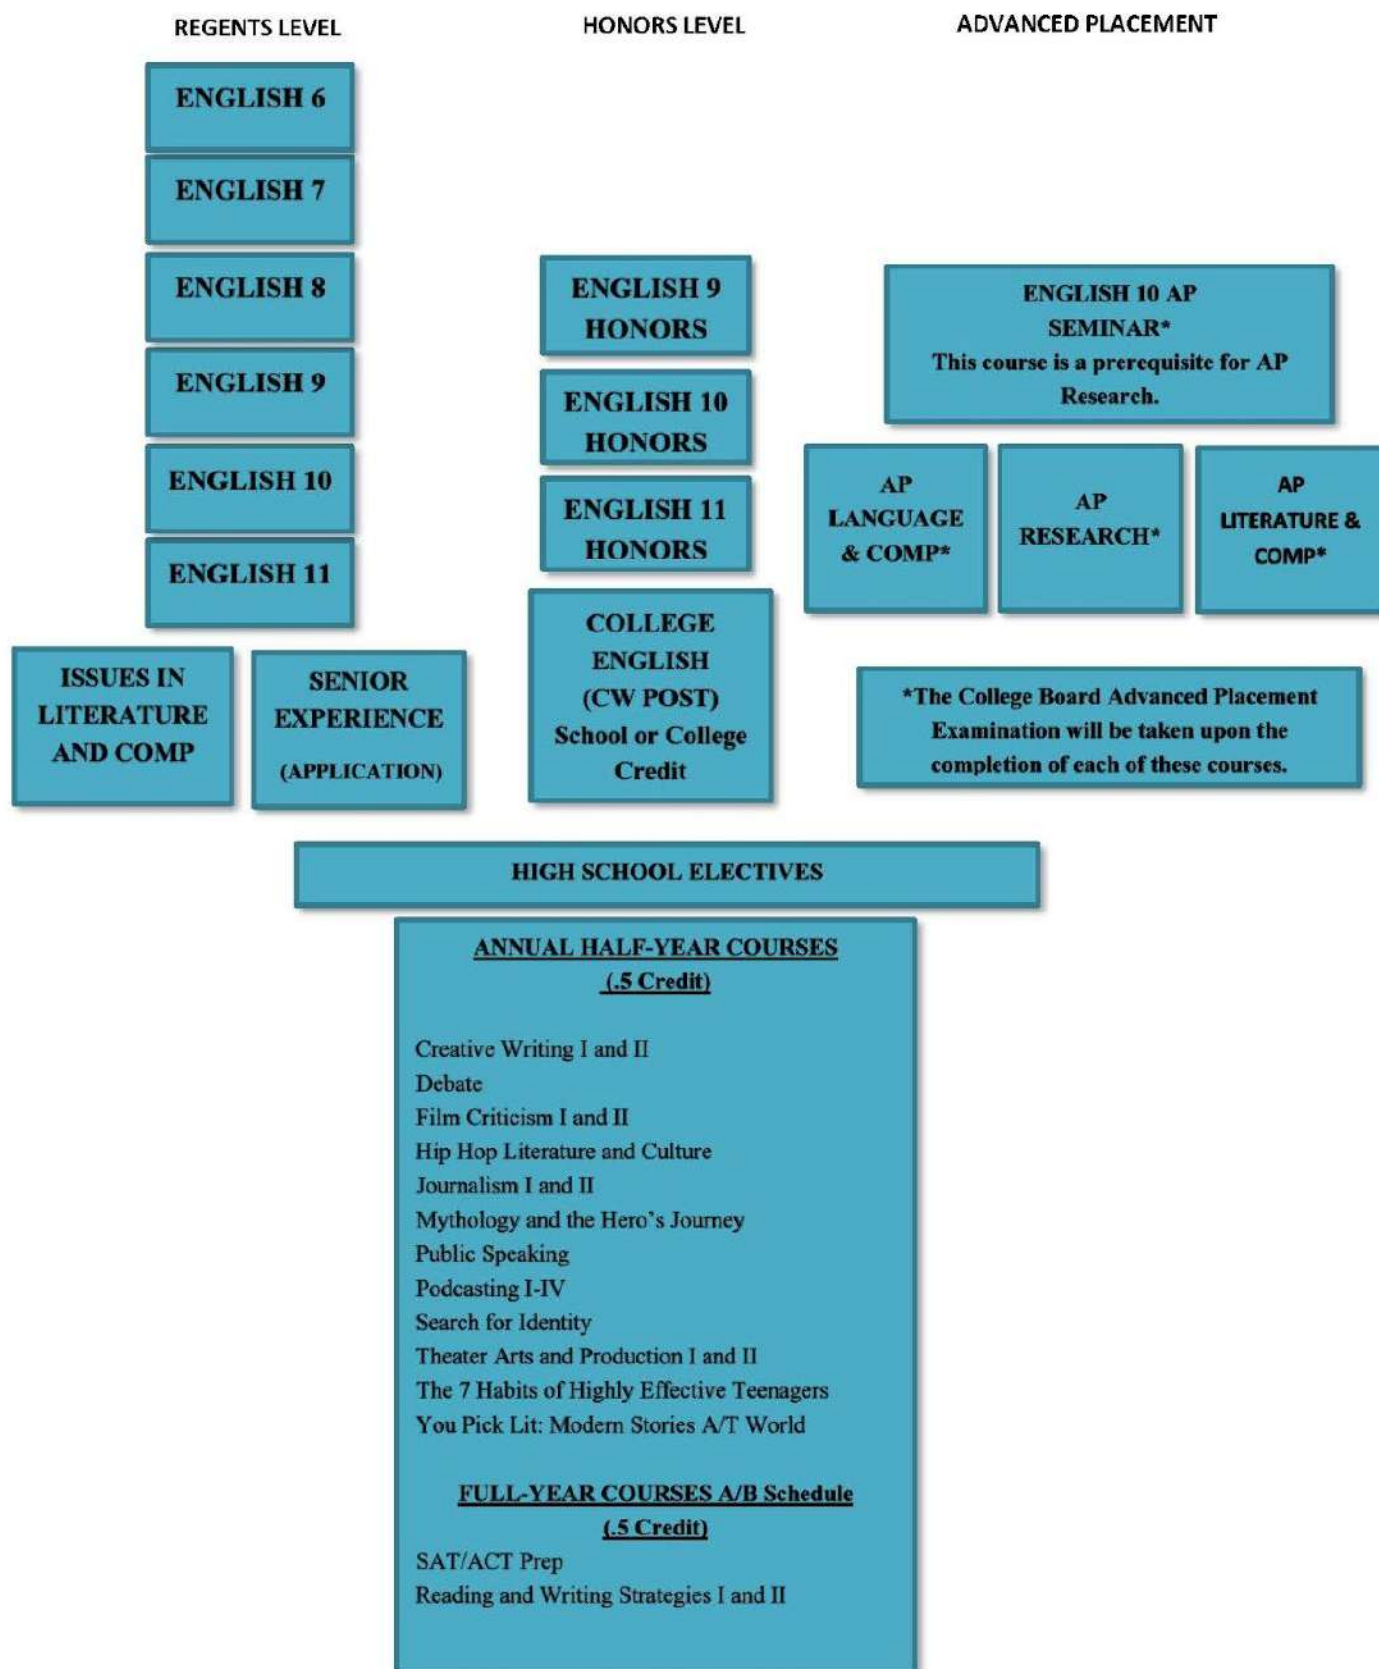 REGENTS LEVEL
HONORS LEVEL
ADVANCED PLACEMENT
ENGLISH 6
ENGLISH 7
ENGLISH 8
ENGLISH 9
ENGLISH 10
ENGLISH 11
ISSUES IN
LITERATURE
AND COMP
SENIOR
EXPERIENCE
(APPLICATION)
ENGLISH 9
HONORS
ENGLISH 10
HONORS
ENGLISH 11
HONORS
COLLEGE
ENGLISH
(CW POST)
School or College
Credit
ENGLISH 10 AP
SEMINAR*
This course is a prerequisite for AP
Research.
AP
LANGUAGE
& COMP*
AP
RESEARCH*
AP
LITERATURE &
COMP*
*The College Board Advanced Placement
Examination will be taken upon the
completion of each of these courses.
HIGH SCHOOL ELECTIVES
ANNUAL HALF-YEAR COURSES
(.5 Credit)
Creative Writing I and II
Debate
Film Criticism I and II
Hip Hop Literature and Culture
Journalism I and II
Mythology and the Hero's Journey
Public Speaking
Podcasting I-IV
Search for Identity
Theater Arts and Production I and II
The 7 Habits of Highly Effective Teenagers
You Pick Lit: Modern Stories A/T World
FULL-YEAR COURSES A/B Schedule
(.5 Credit)
SAT/ACT Prep
Reading and Writing Strategies I and II